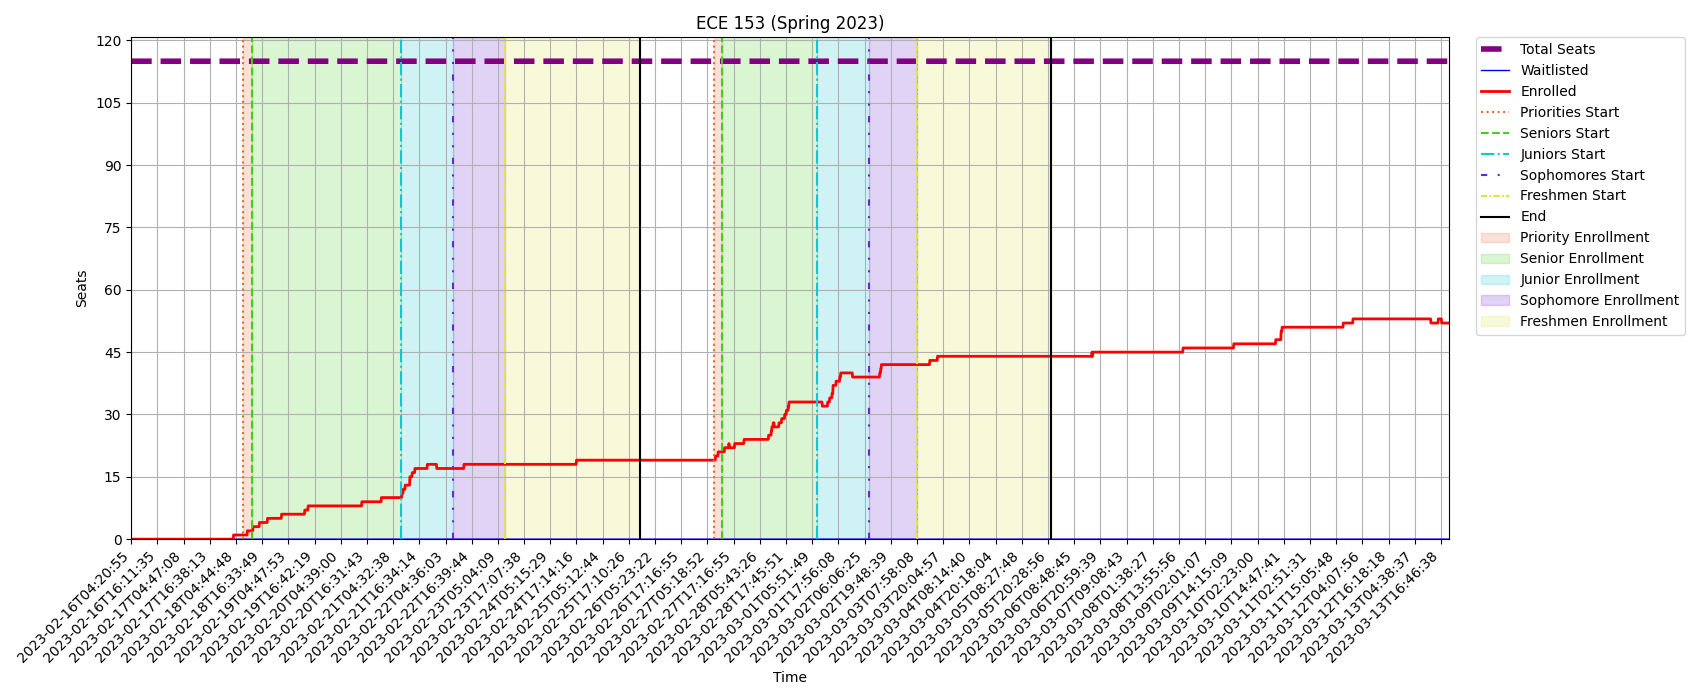 ECE 153 (Spring 2023)
120
105
90
75
60
45
30
15
0
Seats
2023-02-16T04:20:55
2023-02-16T16:11:35
2023-02-17T04:47:08
2023-02-17T16:38:13
2023-02-18T04:44:48
2023-02-18T16:33:49
2023-02-19T04:47:53
2023-02-19T16:42:19
2023-02-20T04:39:00
2023-02-20T16:31:43
2023-02-21T04:32:38
2023-02-21T16:34:14
2023-02-22T04:36:03
2023-02-22T16:39:44
2023-02-23T05:04:09
2023-02-23T17:07:38
2023-02-24T05:15:29
2023-02-24T17:14:16
2023-02-25T05:12:44
2023-02-25T17:10:26
2023-02-26T05:23:22
2023-02-26T17:16:55
2023-02-27T05:18:52
2023-02-27T17:16:55
2023-02-28T05:43:26
2023-02-28T17:45:51
2023-03-01T05:51:49
2023-03-01T17:56:08
2023-03-02T06:06:25
2023-03-02T19:48:39
2023-03-03T07:58:08
2023-03-03T20:04:57
2023-03-04T08:14:40
2023-03-04T20:18:04
2023-03-05T08:27:48
2023-03-05T20:28:56
2023-03-06T08:48:45
2023-03-06T20:59:39
2023-03-07T09:08:43
2023-03-08T01:38:27
2023-03-08T13:55:56
2023-03-09T02:01:07
2023-03-09T14:15:09
2023-03-10T02:23:00
2023-03-10T14:47:41
2023-03-11T02:51:31
2023-03-11T15:05:48
2023-03-12T04:07:56
2023-03-12T16:18:18
2023-03-13T04:38:37
2023-03-13T16:46:38
Time
Total Seats
Waitlisted
Enrolled
Priorities Start
Seniors Start
Juniors Start
Sophomores Start
Freshmen Start
End
Priority Enrollment
Senior Enrollment
Junior Enrollment
Sophomore Enrollment
Freshmen Enrollment